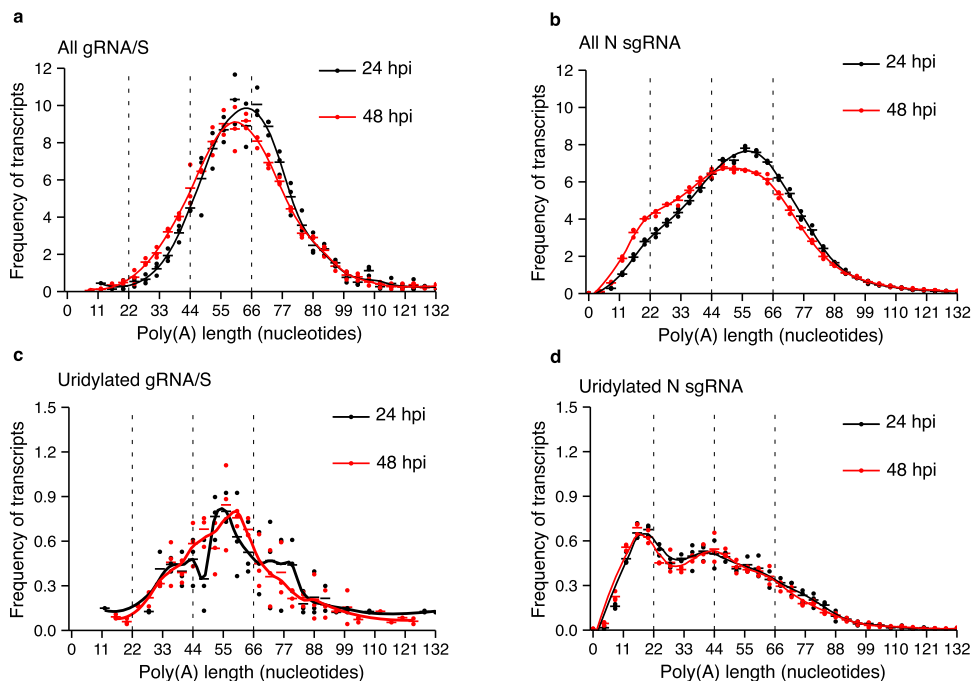 a
All gRNA/S
24 hpi
48 hpi
Frequency of transcripts
12
10
8
6
4
2
0
0 11 22 33 44 55 66 77 88 99 110 121 132
Poly(A) length (nucleotides)
b
All N sgRNA
24 hpi
48 hpi
Frequency of transcripts
12
10
8
6
4
2
0
0 11 22 33 44 55 66 77 88 99 110 121 132
Poly(A) length (nucleotides)
c
Uridylated gRNA/S
24 hpi
48 hpi
Frequency of transcripts
1.5
1.2
0.9
0.6
0.3
0.0
0 11 22 33 44 55 66 77 88 99 110 121 132
Poly(A) length (nucleotides)
d
Uridylated N sgRNA
24 hpi
48 hpi
Frequency of transcripts
1.5
1.2
0.9
0.6
0.3
0.0
0 11 22 33 44 55 66 77 88 99 110 121 132
Poly(A) length (nucleotides)